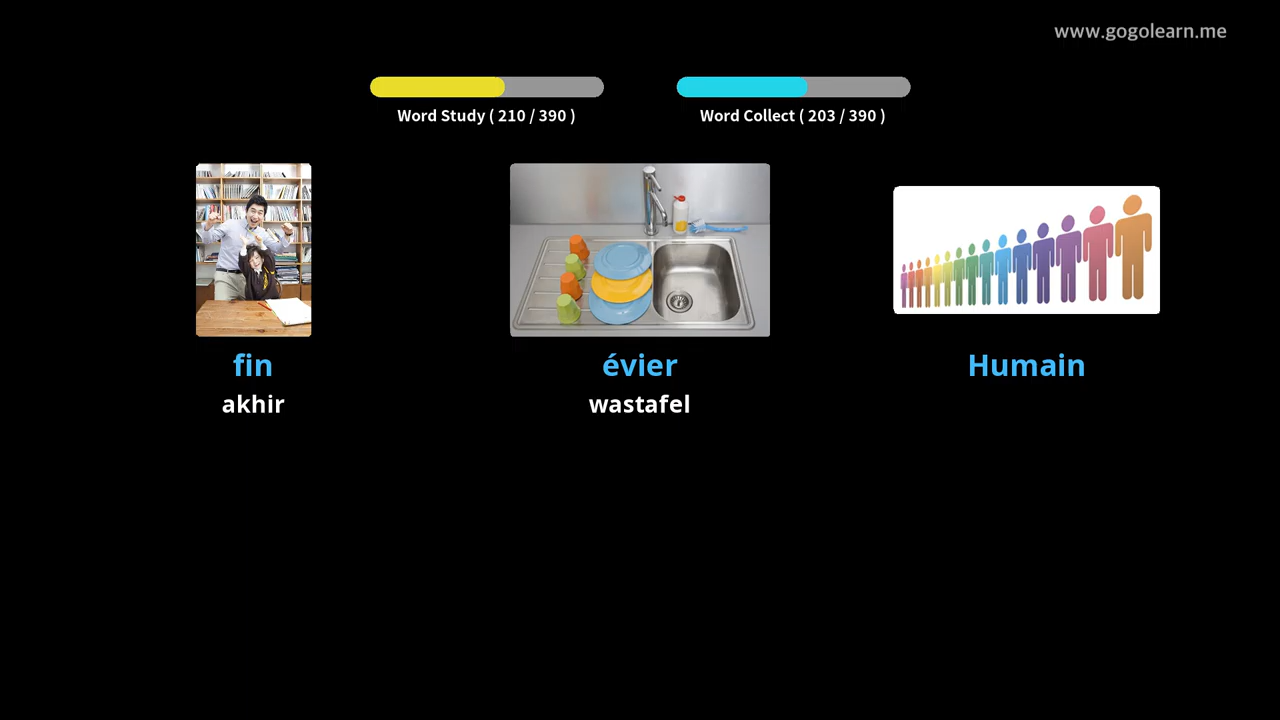 www.gogolearn.me
Word Study ( 210 / 390 )
Word Collect ( 203 / 390 )
fin
akhir
évier
wastafel
Humain